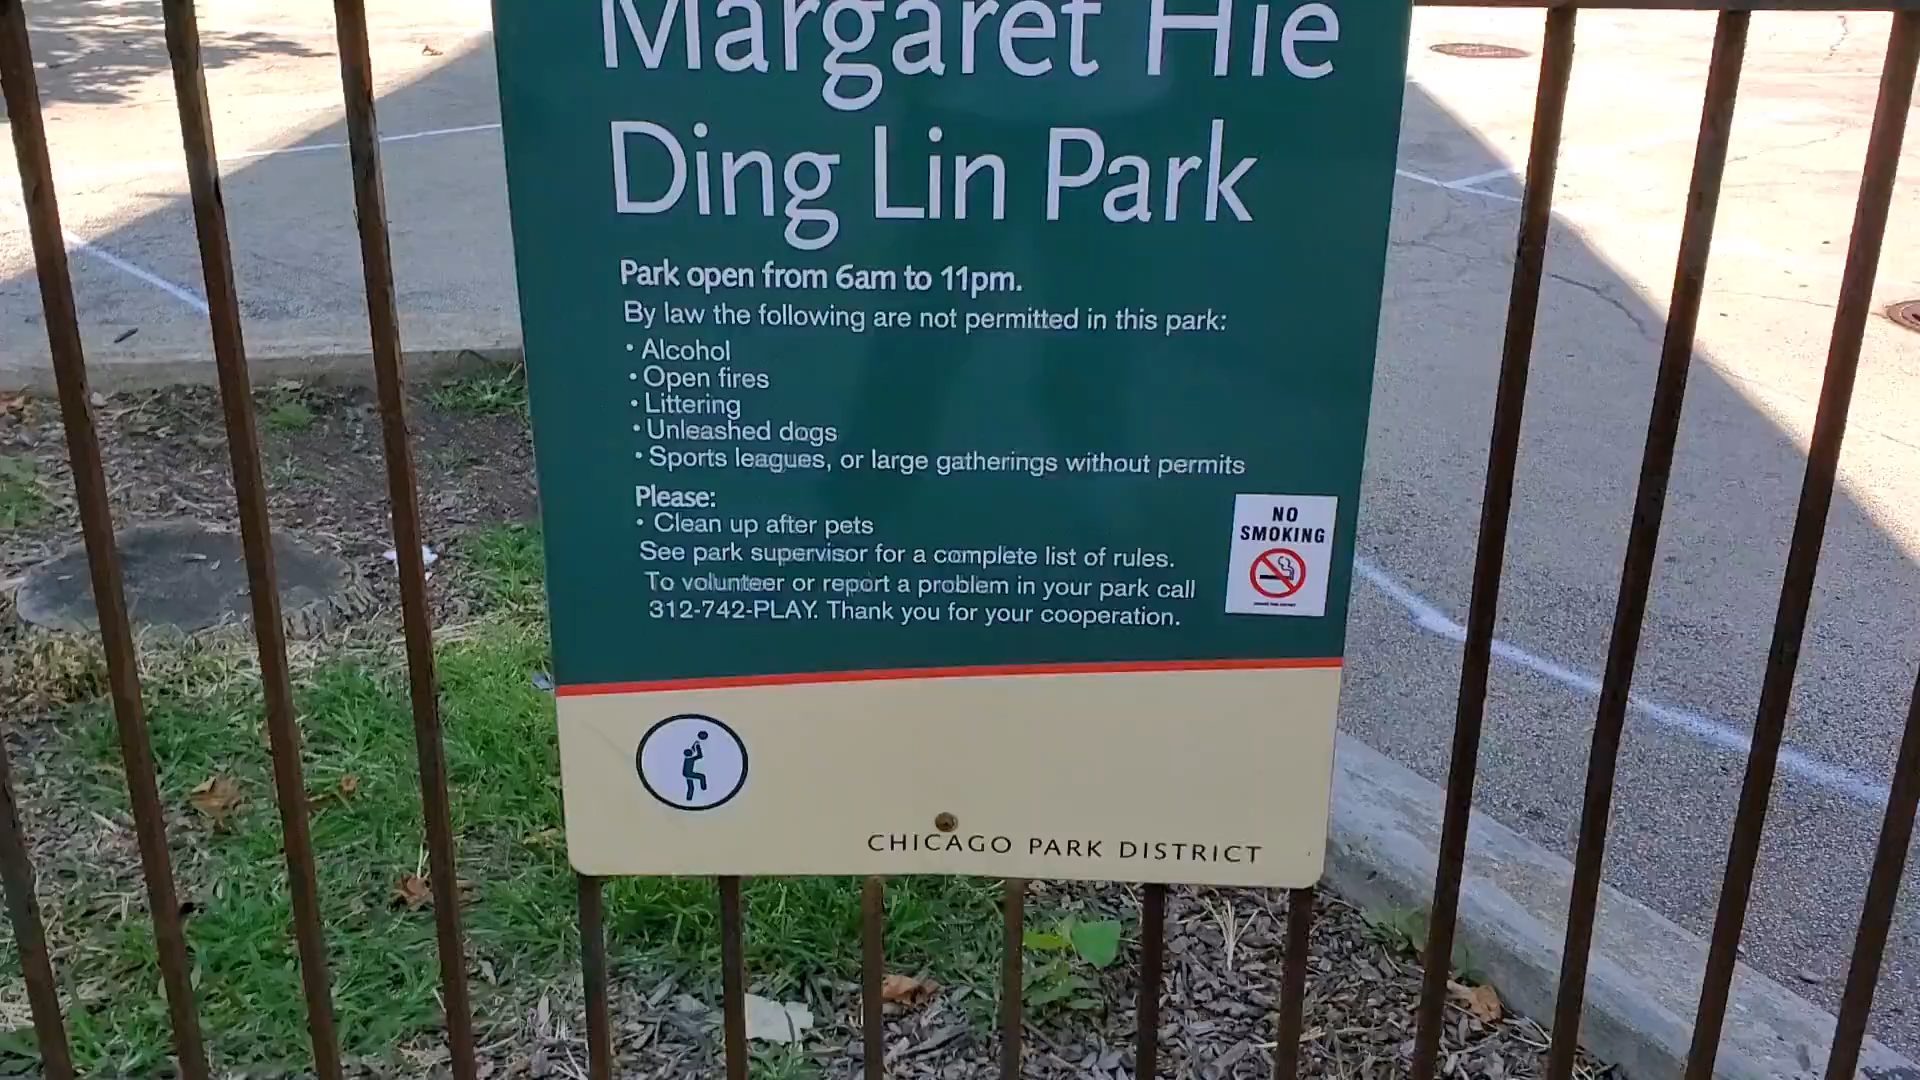 Margaret Hie
Ding Lin Park
Park open from 6am to 11pm.
By law the following are not permitted in this park:
• Alcohol
• Open fires
• Littering
• Unleashed dogs
• Sports leagues, or large gatherings without permits
Please:
• Clean up after pets
See park supervisor for a complete list of rules.
To volunteer or report a problem in your park call
312-742-PLAY. Thank you for your cooperation.
NO
SMOKING
CHICAGO PARK DISTRICT